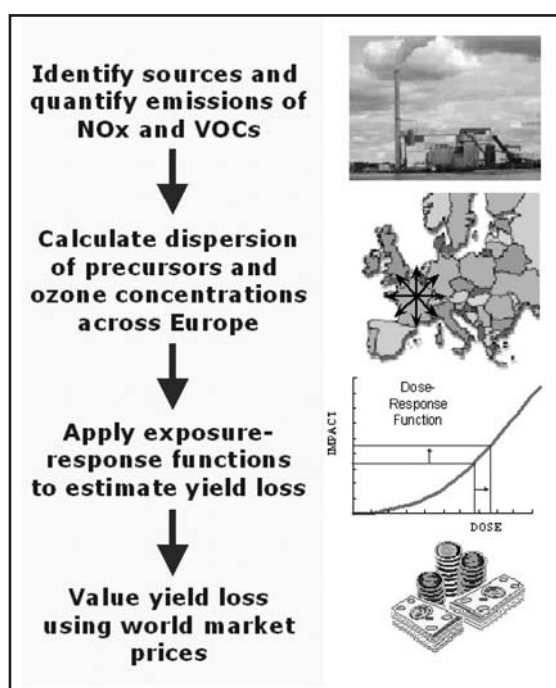 Identify sources and
quantify emissions of
NOx and VOCs
Calculate dispersion
of precursors and
ozone concentrations
across Europe
Apply exposure-
response functions
to estimate yield loss
Dose-
Response
Function
IMPACT
DOSE
Value yield loss
using world market
prices